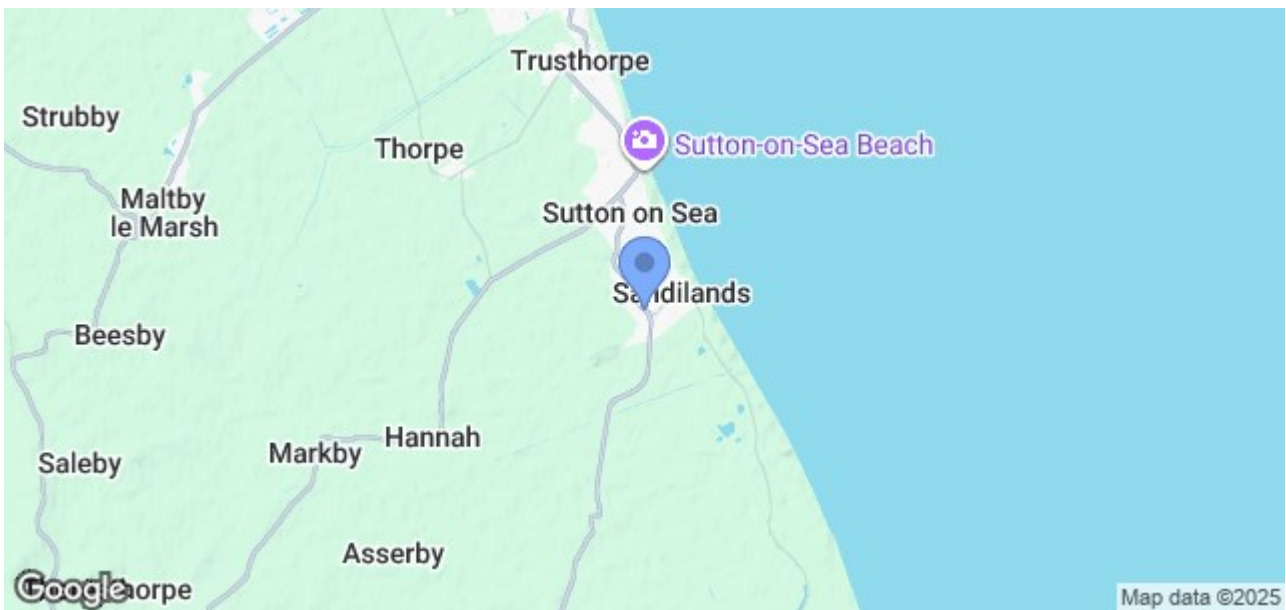 Trusthorpe
Strubby
Sutton-on-Sea Beach
Thorpe
Maltby
le Marsh
Sutton on Sea
Sandilands
Beesby
Hannah
Markby
Saleby
Asserby
Google
Map data ©2025